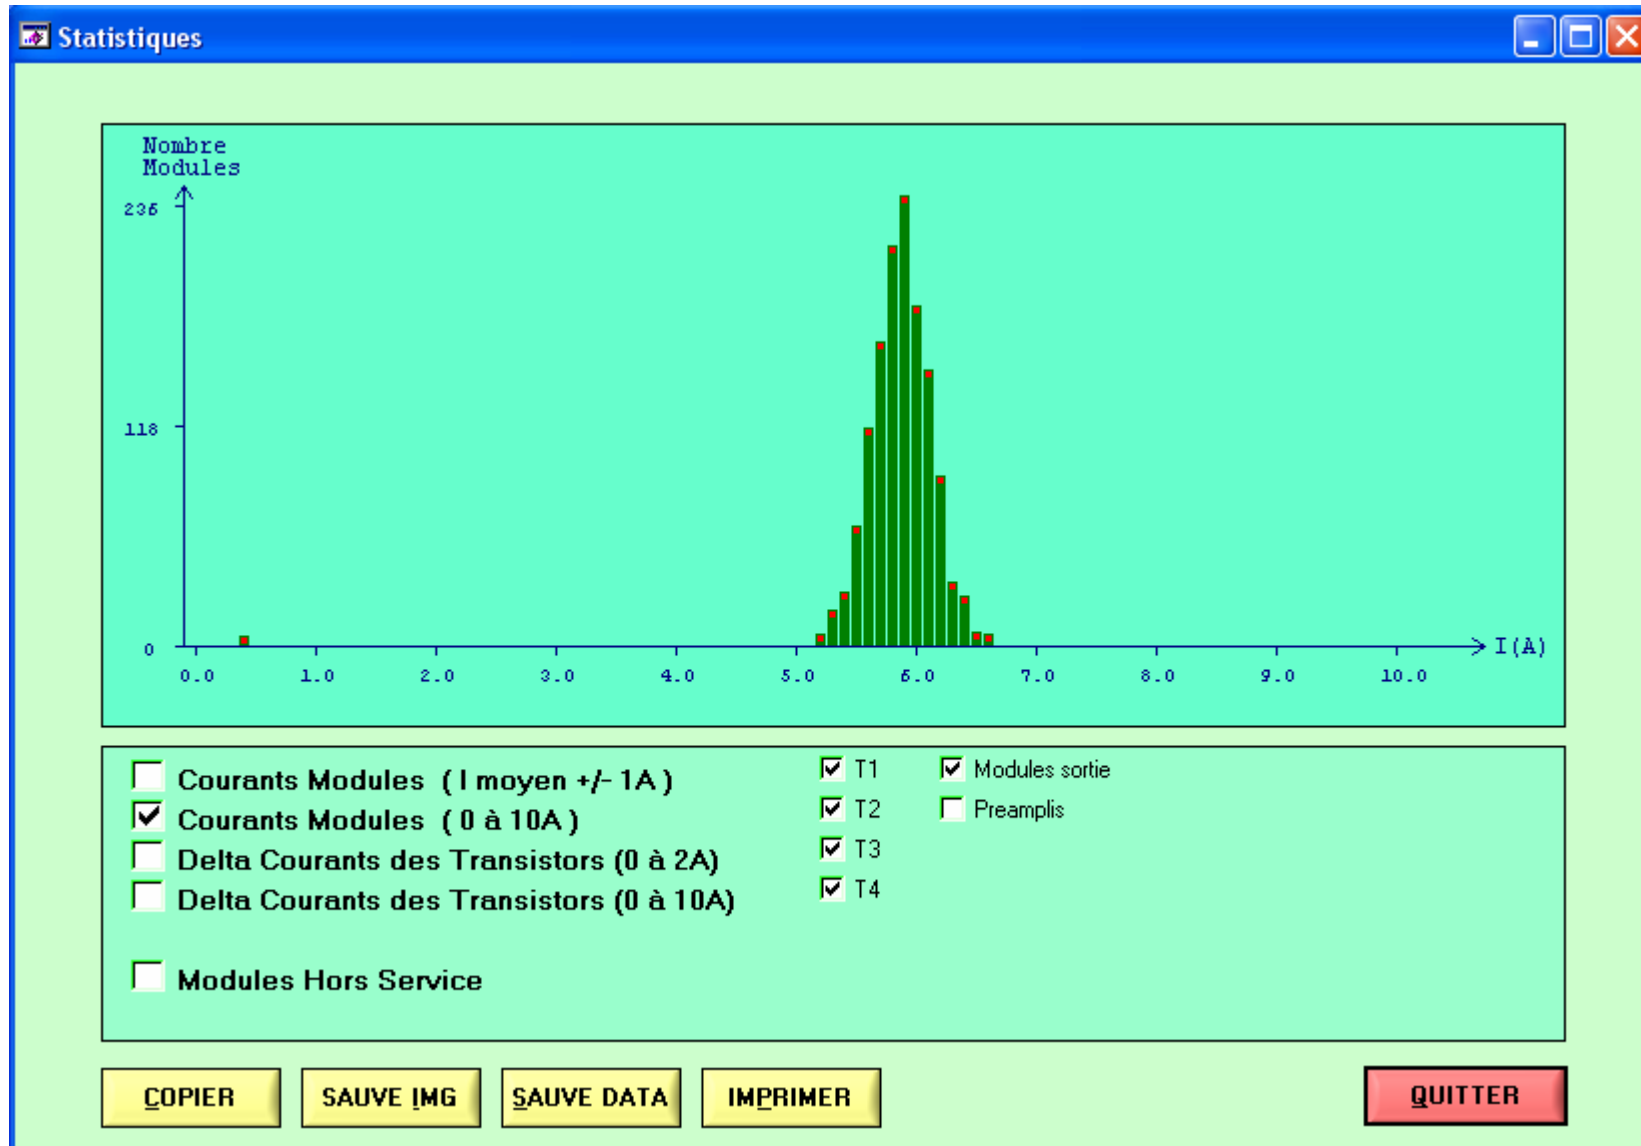 Statistiques
Nombre
Modules
236
118
0
0.0 1.0 2.0 3.0 4.0 5.0 6.0 7.0 8.0 9.0 10.0
I(A)
Courants Modules ( I moyen +/- 1A )
Courants Modules ( 0 à 10A )
Delta Courants des Transistors (0 à 2A)
Delta Courants des Transistors (0 à 10A)
Modules Hors Service
T1
T2
T3
T4
Modules sortie
Preamplis
COPIER
SAUVE IMG
SAUVE DATA
IMPRIMER
QUITTER